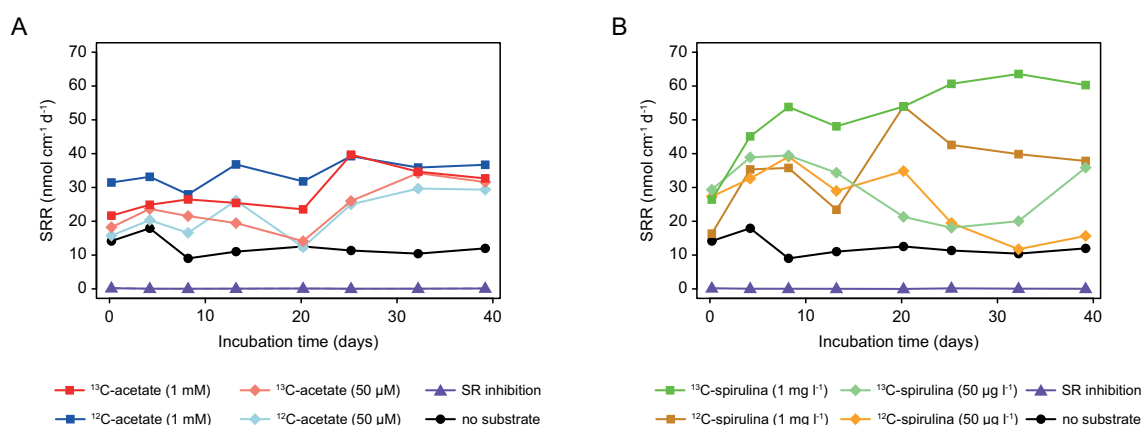 A
SRR (nmol cm⁻¹ d⁻¹)
70
60
50
40
30
20
10
0
0 10 20 30 40
Incubation time (days)
¹³C-acetate (1 mM) ¹³C-acetate (50 µM) SR inhibition
¹²C-acetate (1 mM) ¹²C-acetate (50 µM) no substrate
B
SRR (nmol cm⁻¹ d⁻¹)
70
60
50
40
30
20
10
0
0 10 20 30 40
Incubation time (days)
¹³C-spirulina (1 mg l⁻¹) ¹³C-spirulina (50 µg l⁻¹) SR inhibition
¹²C-spirulina (1 mg l⁻¹) ¹²C-spirulina (50 µg l⁻¹) no substrate